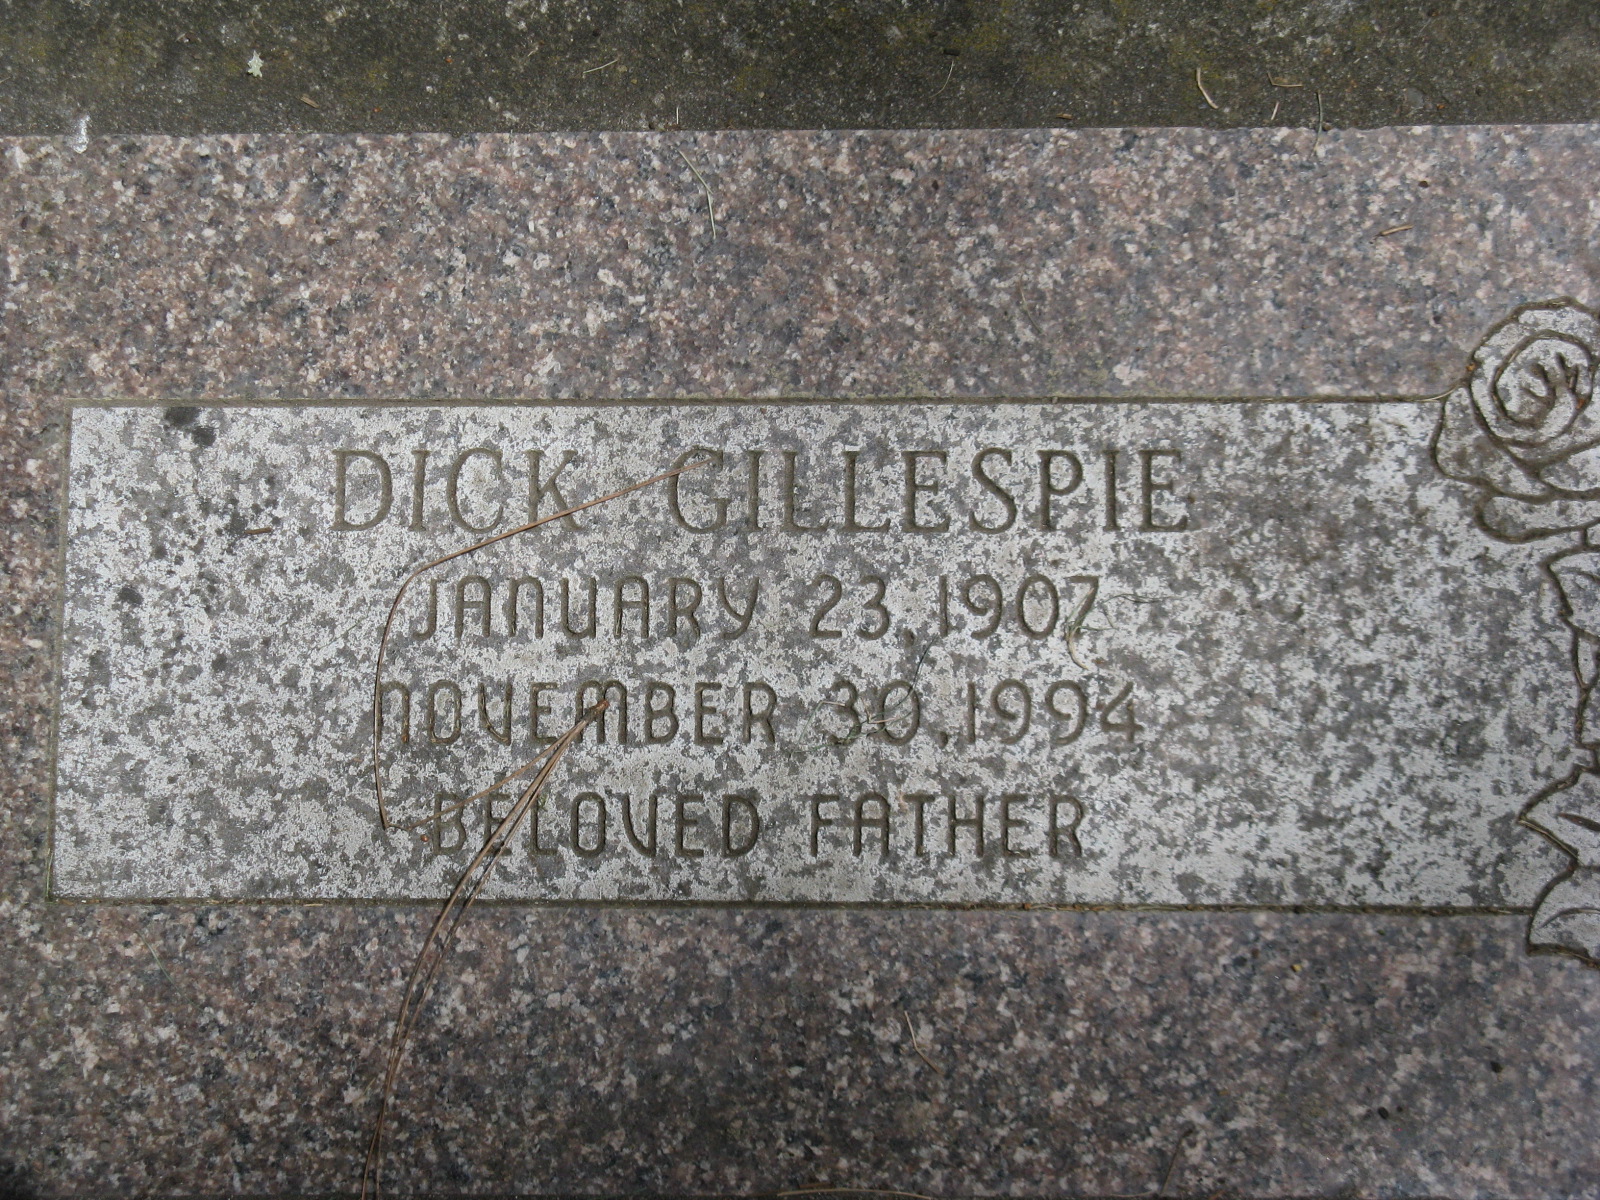 DICK GILLESPIE
JANUARY 23, 1907
NOVEMBER 30, 1994
BELOVED FATHER